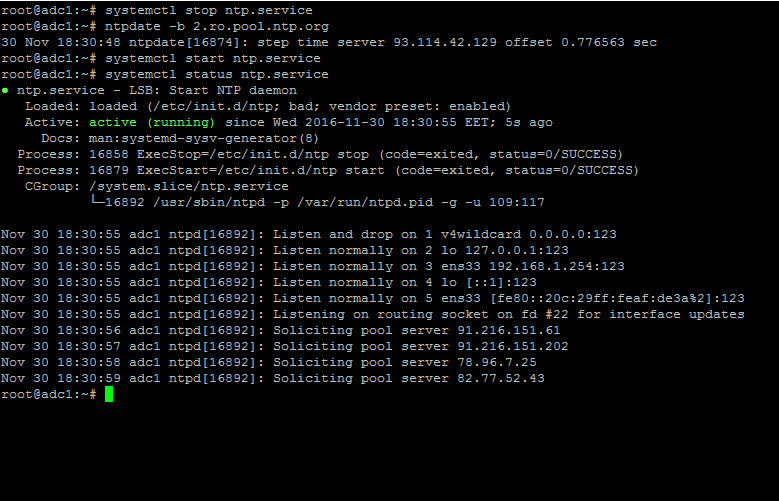 root@adc1:~# systemctl stop ntp.service
root@adc1:~# ntpdate -b 2.ro.pool.ntp.org
30 Nov 18:30:48 ntpdate[16874]: step time server 93.114.42.129 offset 0.776563 sec
root@adc1:~# systemctl start ntp.service
root@adc1:~# systemctl status ntp.service
● ntp.service - LSB: Start NTP daemon
   Loaded: loaded (/etc/init.d/ntp; bad; vendor preset: enabled)
   Active: active (running) since Wed 2016-11-30 18:30:55 EET; 5s ago
     Docs: man:systemd-sysv-generator(8)
  Process: 16858 ExecStop=/etc/init.d/ntp stop (code=exited, status=0/SUCCESS)
  Process: 16879 ExecStart=/etc/init.d/ntp start (code=exited, status=0/SUCCESS)
   CGroup: /system.slice/ntp.service
           └─16892 /usr/sbin/ntpd -p /var/run/ntpd.pid -g -u 109:117

Nov 30 18:30:55 adc1 ntpd[16892]: Listen and drop on 1 v4wildcard 0.0.0.0:123
Nov 30 18:30:55 adc1 ntpd[16892]: Listen normally on 2 lo 127.0.0.1:123
Nov 30 18:30:55 adc1 ntpd[16892]: Listen normally on 3 ens33 192.168.1.254:123
Nov 30 18:30:55 adc1 ntpd[16892]: Listen normally on 4 lo [::1]:123
Nov 30 18:30:55 adc1 ntpd[16892]: Listen normally on 5 ens33 [fe80::20c:29ff:feaf:de3a%2]:123
Nov 30 18:30:55 adc1 ntpd[16892]: Listening on routing socket on fd #22 for interface updates
Nov 30 18:30:56 adc1 ntpd[16892]: Soliciting pool server 91.216.151.61
Nov 30 18:30:57 adc1 ntpd[16892]: Soliciting pool server 91.216.151.202
Nov 30 18:30:58 adc1 ntpd[16892]: Soliciting pool server 78.96.7.25
Nov 30 18:30:59 adc1 ntpd[16892]: Soliciting pool server 82.77.52.43
root@adc1:~#